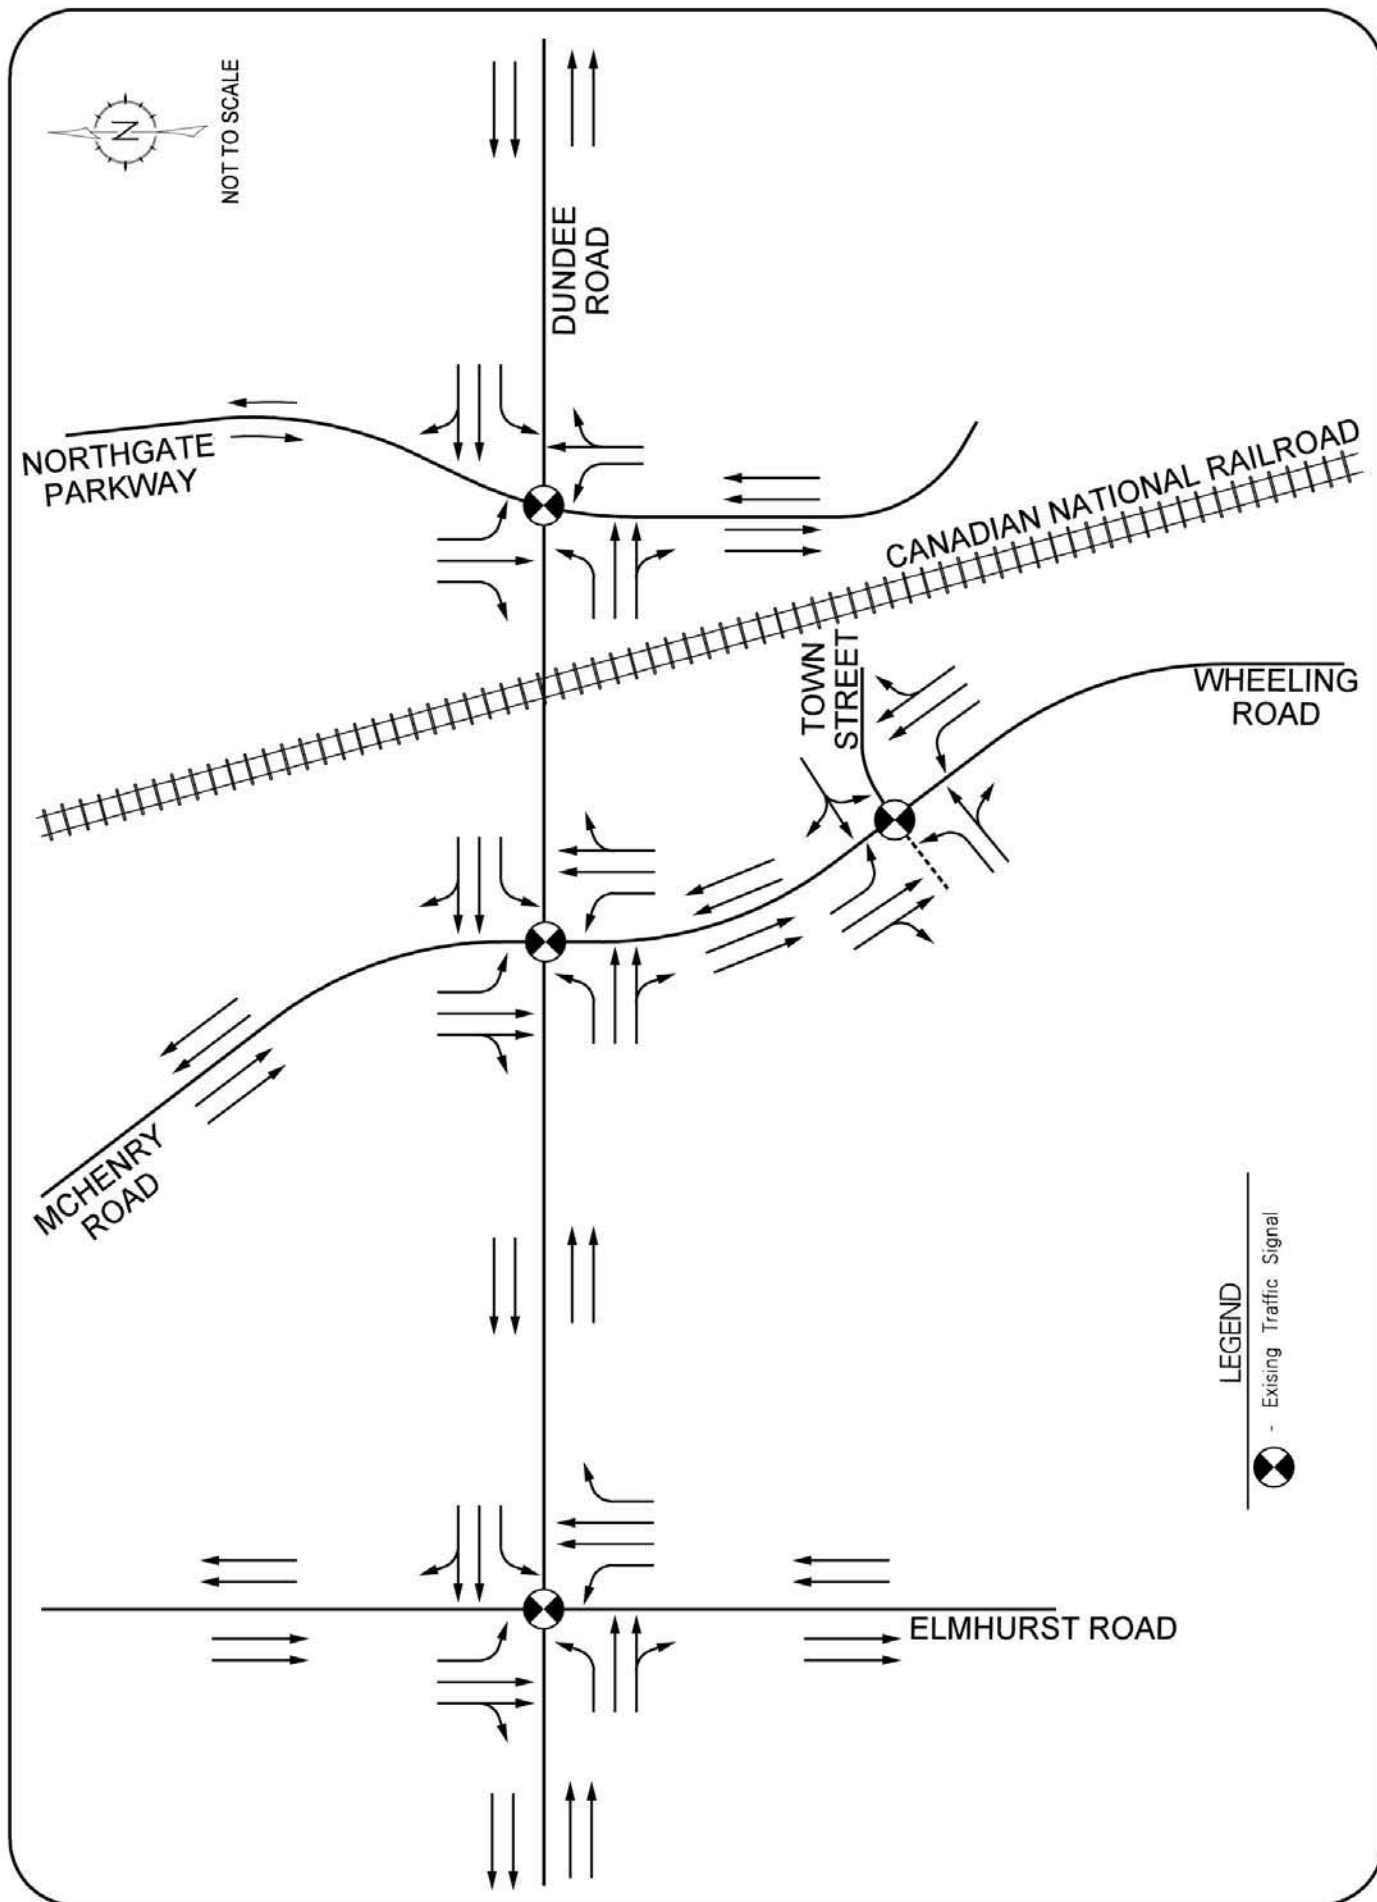 N
NOT TO SCALE
DUNDEE
ROAD
NORTHGATE
PARKWAY
CANADIAN NATIONAL RAILROAD
TOWN
STREET
WHEELING
ROAD
MCHENRY
ROAD
LEGEND
- Exising Traffic Signal
ELMHURST ROAD